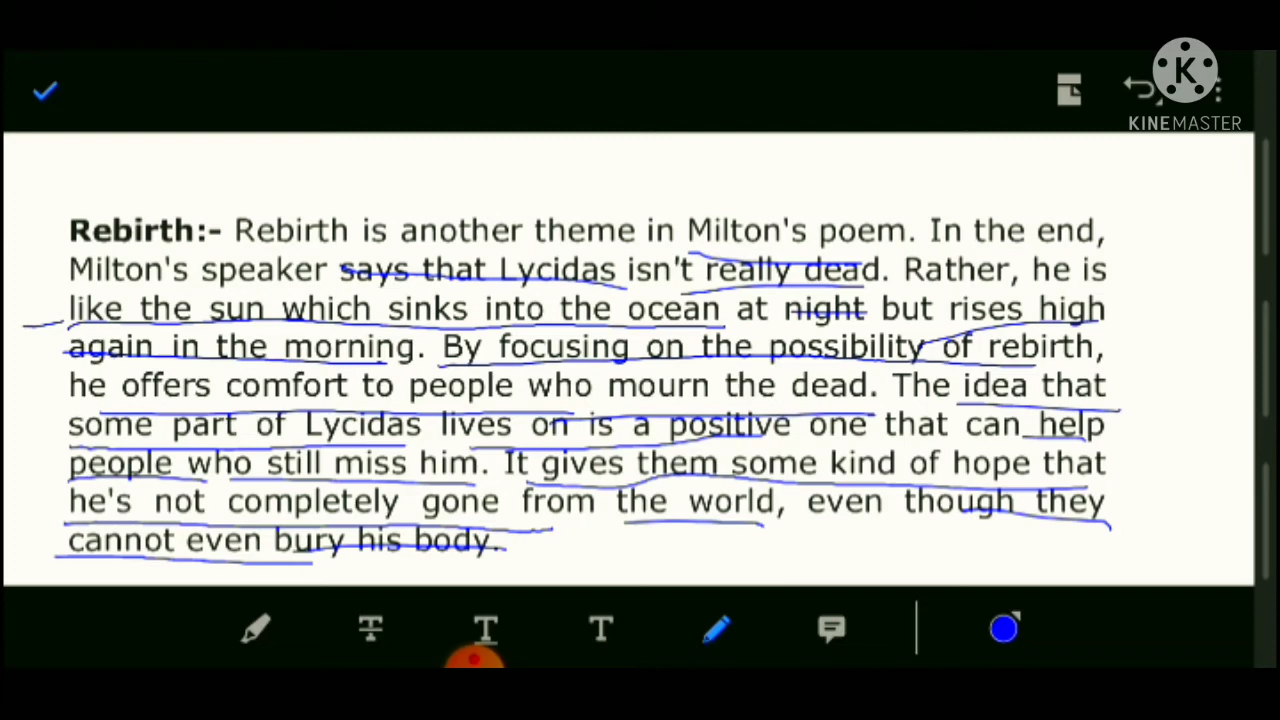 KINEMASTER
Rebirth:- Rebirth is another theme in Milton's poem. In the end,
Milton's speaker says that Lycidas isn't really dead. Rather, he is
like the sun which sinks into the ocean at night but rises high
again in the morning. By focusing on the possibility of rebirth,
he offers comfort to people who mourn the dead. The idea that
some part of Lycidas lives on is a positive one that can help
people who still miss him. It gives them some kind of hope that
he's not completely gone from the world, even though they
cannot even bury his body.